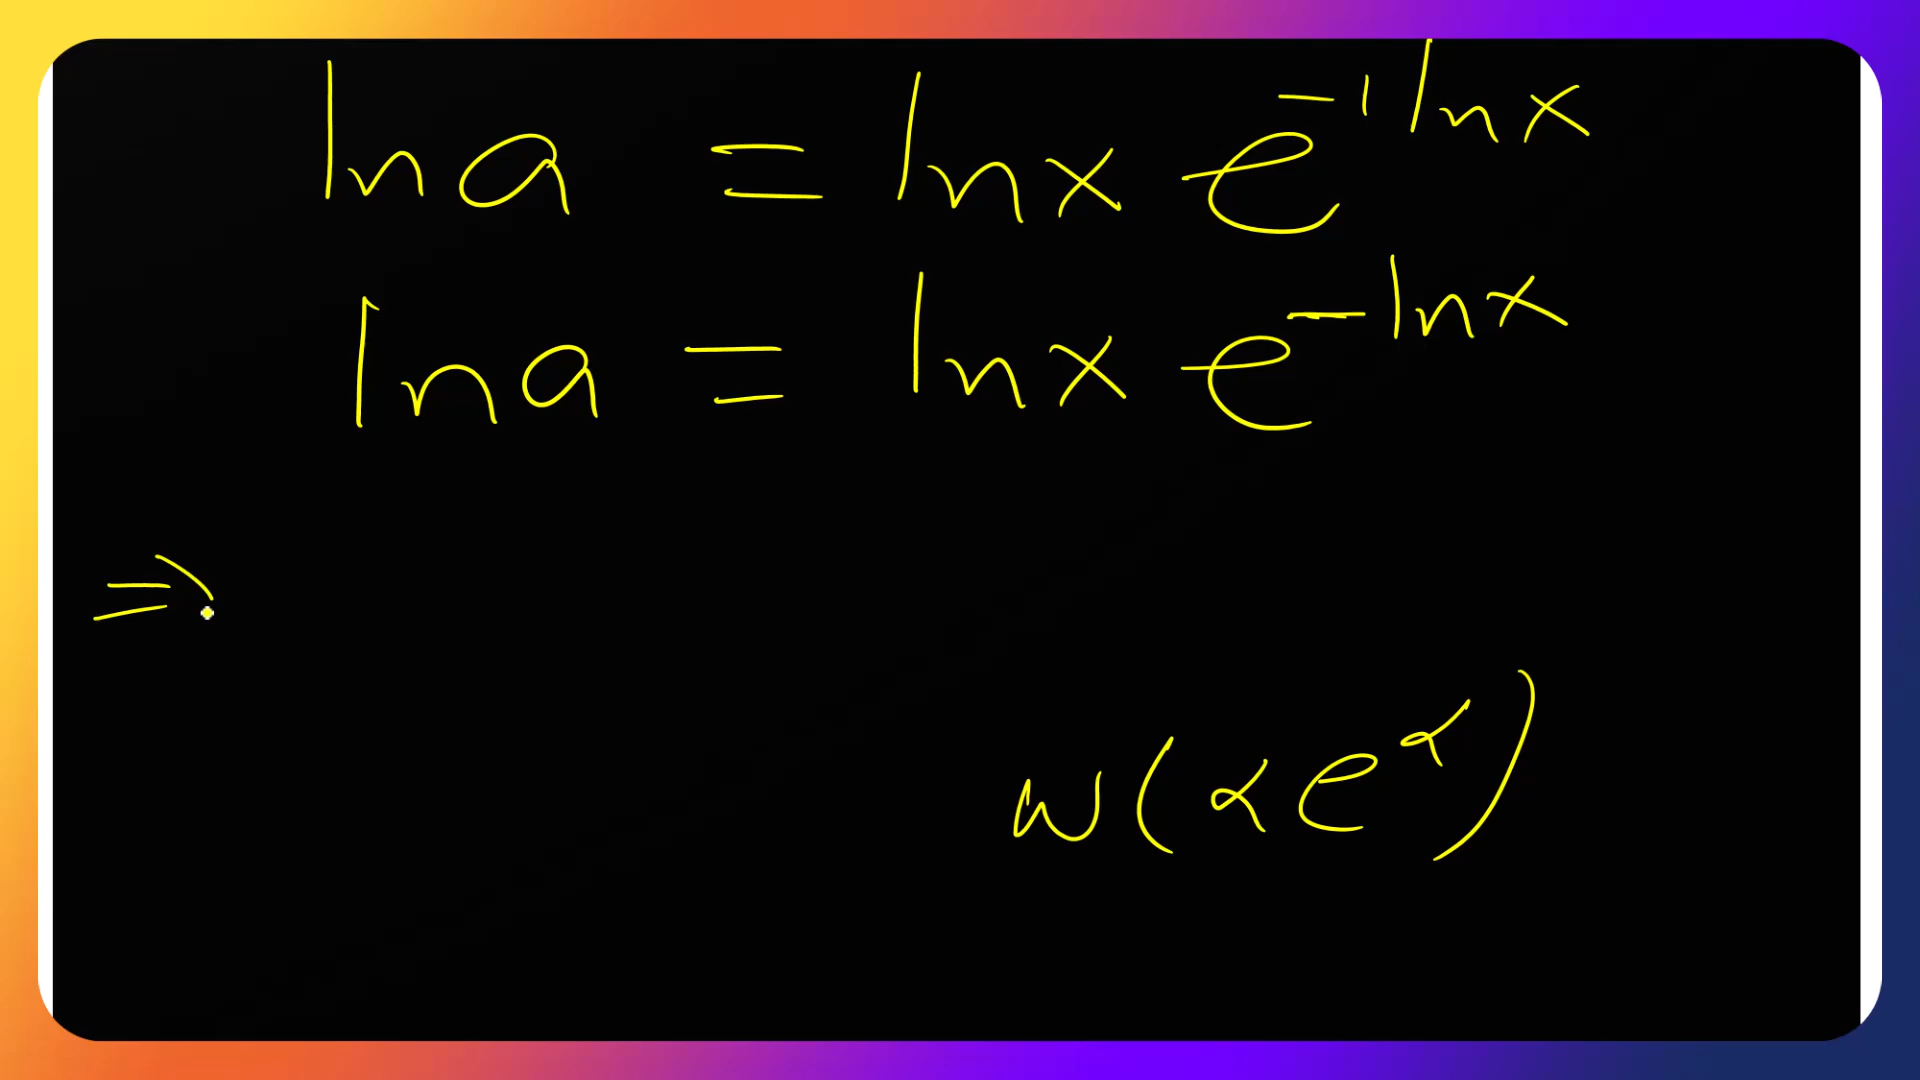 ln a = ln x e^{-1 ln x}
ln a = ln x e^{-ln x}
⇒
W(αe^α)